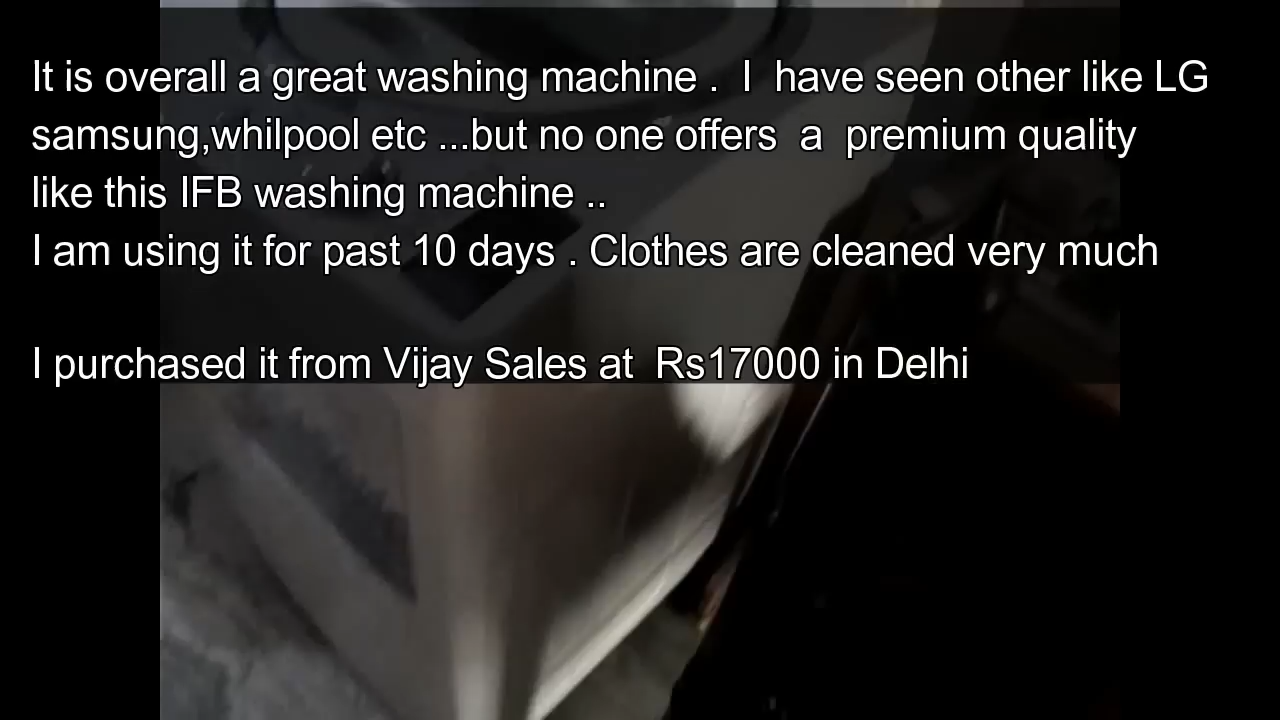 It is overall a great washing machine .  I  have seen other like LG
samsung,whilpool etc ...but no one offers  a  premium quality
like this IFB washing machine ..
I am using it for past 10 days . Clothes are cleaned very much
I purchased it from Vijay Sales at  Rs17000 in Delhi